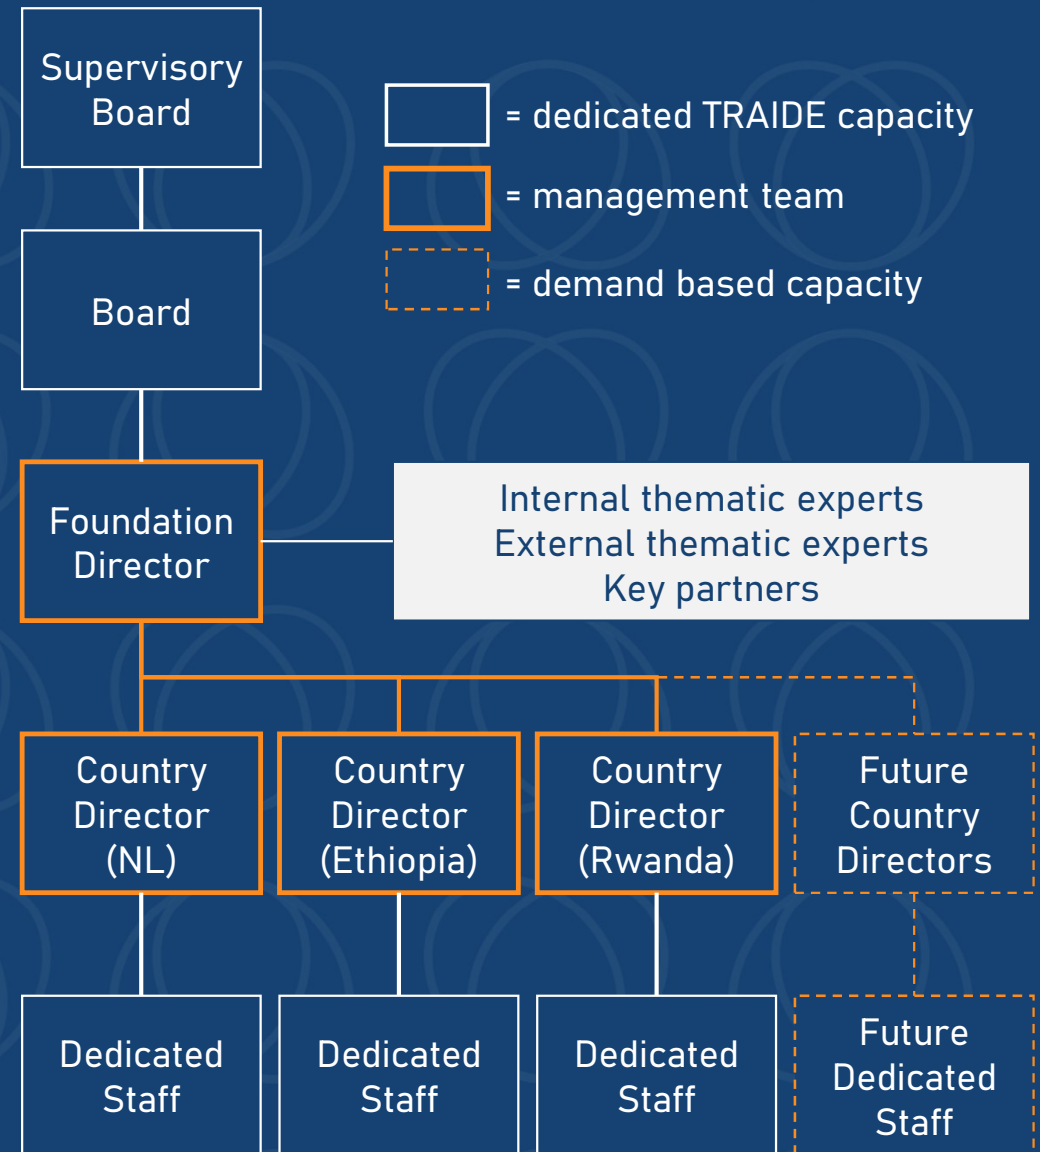 Supervisory
Board
= dedicated TRAIDE capacity
= management team
= demand based capacity
Board
Foundation
Director
Internal thematic experts
External thematic experts
Key partners
Country
Director
(NL)
Country
Director
(Ethiopia)
Country
Director
(Rwanda)
Future
Country
Directors
Dedicated
Staff
Dedicated
Staff
Dedicated
Staff
Future
Dedicated
Staff